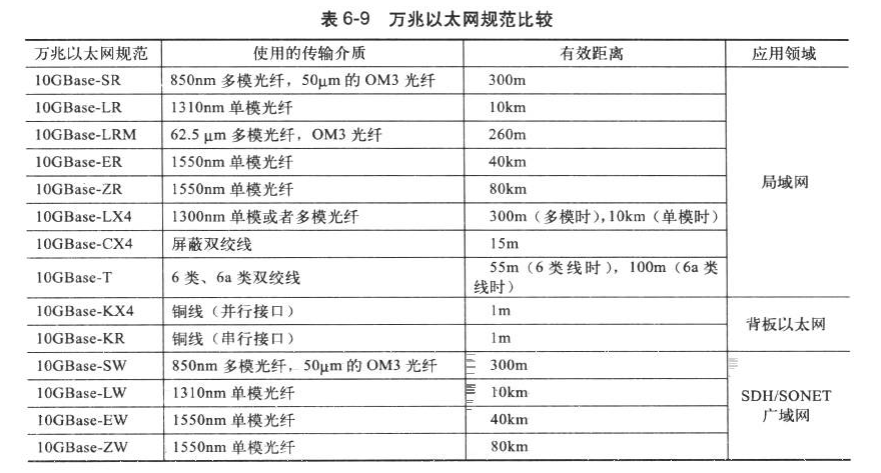 表 6-9 万兆以太网规范比较
万兆以太网规范 使用的传输介质 有效距离 应用领域
10GBase-SR 850nm 多模光纤，50μm 的 OM3 光纤 300m
10GBase-LR 1310nm 单模光纤 10km
10GBase-LRM 62.5 μm 多模光纤，OM3 光纤 260m
10GBase-ER 1550nm 单模光纤 40km
10GBase-ZR 1550nm 单模光纤 80km
局域网
10GBase-LX4 1300nm 单模或者多模光纤 300m（多模时），10km（单模时）
10GBase-CX4 屏蔽双绞线 15m
10GBase-T 6 类、6a 类双绞线 55m（6 类线时），100m（6a 类
线时）
10GBase-KX4 铜线（并行接口） 1m
背板以太网
10GBase-KR 铜线（串行接口） 1m
10GBase-SW 850nm 多模光纤，50μm 的 OM3 光纤 300m
10GBase-LW 1310nm 单模光纤 10km
SDH/SONET
广域网
10GBase-EW 1550nm 单模光纤 40km
10GBase-ZW 1550nm 单模光纤 80km